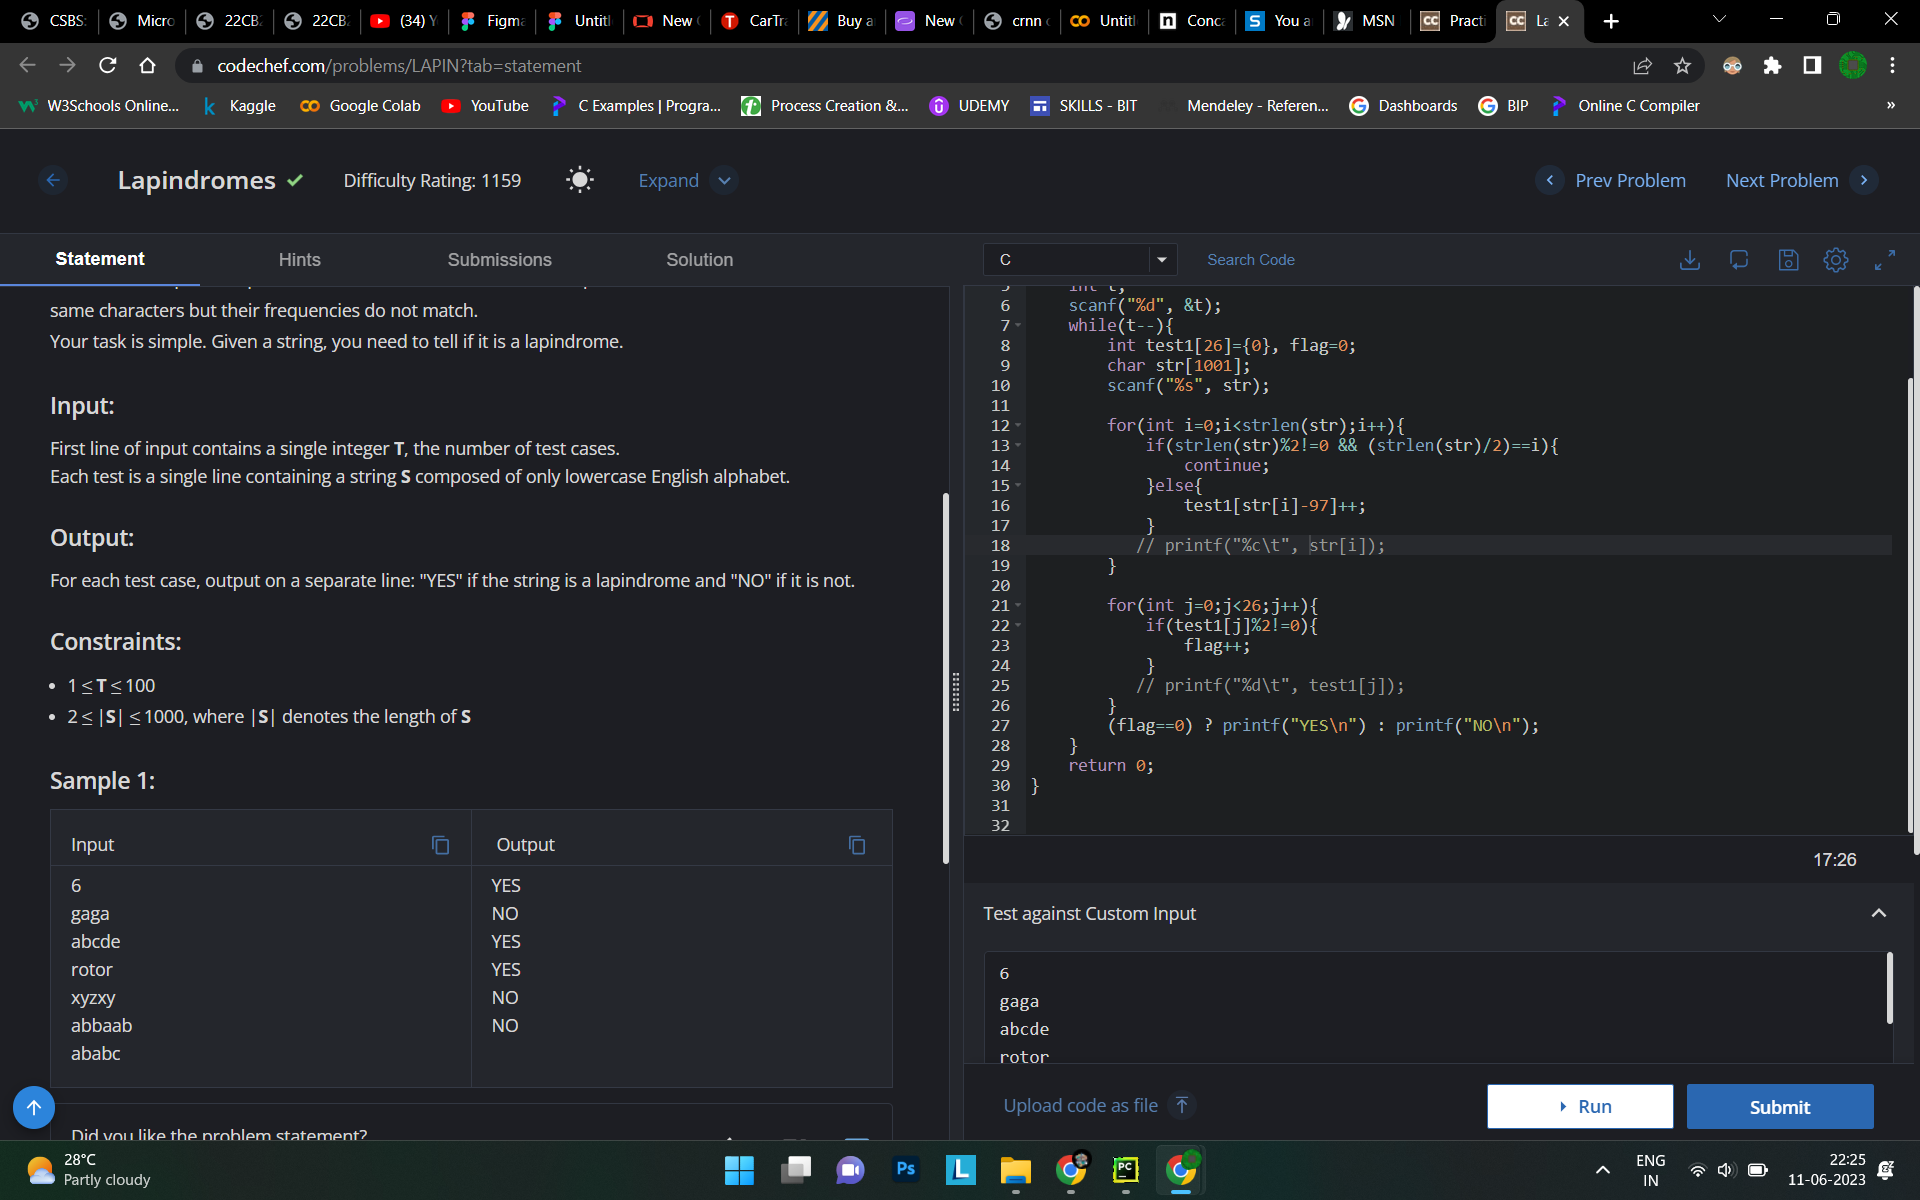 CSBS:
Micro
22CB
22CB
(34) Y
Figma
Untitl
New
CarTra
Buy a
New
crnn
Untitl
Conca
You a
MSN
Practi
La
codechef.com/problems/LAPIN?tab=statement
W3Schools Online...
Kaggle
Google Colab
YouTube
C Examples | Progra...
Process Creation &...
UDEMY
SKILLS - BIT
Mendeley - Referen...
Dashboards
BIP
Online C Compiler
»
Lapindromes
Difficulty Rating: 1159
Expand
Prev Problem
Next Problem
Statement
Hints
Submissions
Solution
C
Search Code
same characters but their frequencies do not match.
Your task is simple. Given a string, you need to tell if it is a lapindrome.
Input:
First line of input contains a single integer T, the number of test cases.
Each test is a single line containing a string S composed of only lowercase English alphabet.
Output:
For each test case, output on a separate line: "YES" if the string is a lapindrome and "NO" if it is not.
Constraints:
• 1 ≤ T ≤ 100
• 2 ≤ |S| ≤ 1000, where |S| denotes the length of S
Sample 1:
Input
Output
6
gaga
abcde
rotor
xyzxy
abbaab
ababc
YES
NO
YES
YES
NO
NO
Did you like the problem statement?
5 int t;
6 scanf("%d", &t);
7 while(t--){
8 int test1[26]={0}, flag=0;
9 char str[1001];
10 scanf("%s", str);
11
12 for(int i=0;i<strlen(str);i++){
13 if(strlen(str)%2!=0 && (strlen(str)/2)==i){
14 continue;
15 }else{
16 test1[str[i]-97]++;
17 }
18 // printf("%c\t", str[i]);
19 }
20
21 for(int j=0;j<26;j++){
22 if(test1[j]%2!=0){
23 flag++;
24 }
25 // printf("%d\t", test1[j]);
26 }
27 (flag==0) ? printf("YES\n") : printf("NO\n");
28 }
29 return 0;
30 }
31
32
17:26
Test against Custom Input
6
gaga
abcde
rotor
Upload code as file
Run
Submit
28°C
Partly cloudy
Ps
L
PC
ENG
IN
22:25
11-06-2023